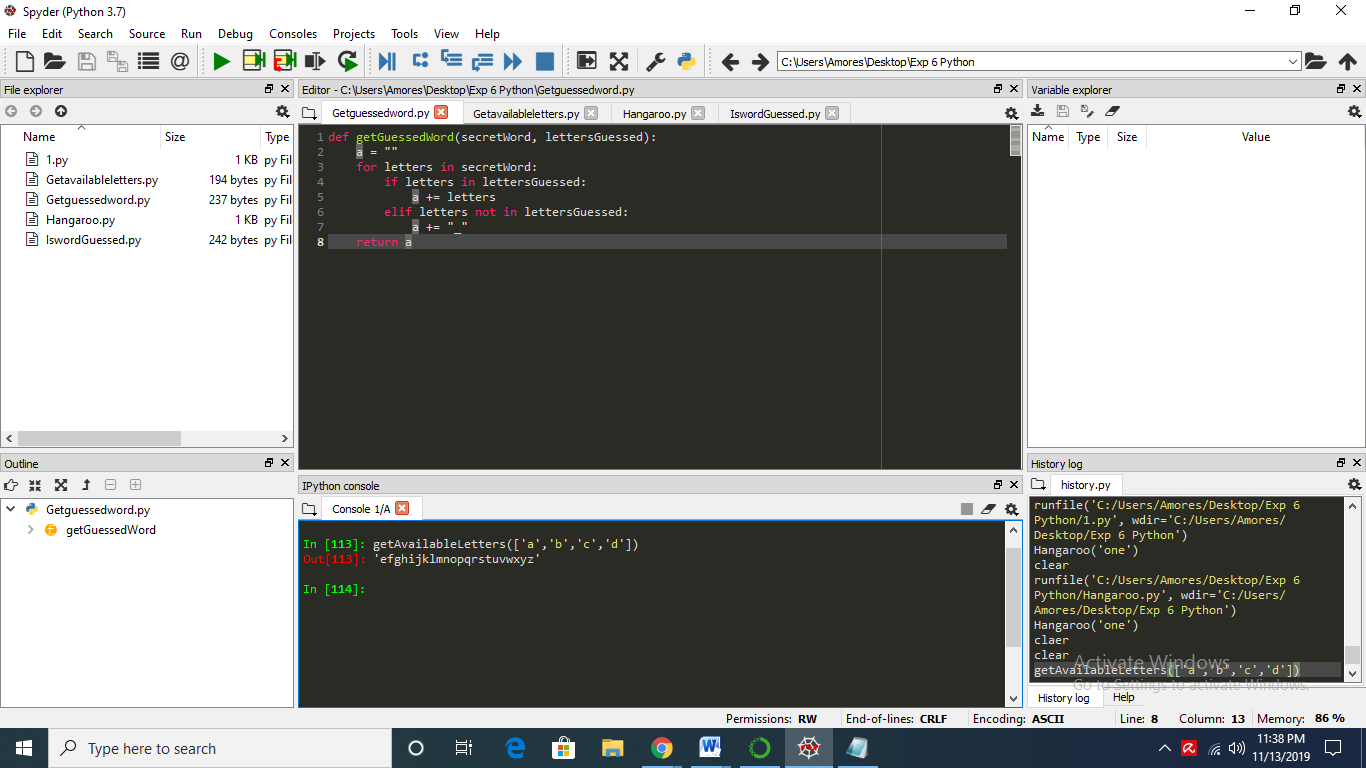 Spyder (Python 3.7)
File Edit Search Source Run Debug Consoles Projects Tools View Help
C:\Users\Amores\Desktop\Exp 6 Python
File explorer
Name Size Type
1.py 1 KB py Fil
Getavailableletters.py 194 bytes py Fil
Getguessedword.py 237 bytes py Fil
Hangaroo.py 1 KB py Fil
IswordGuessed.py 242 bytes py Fil
Outline
Getguessedword.py
getGuessedWord
Editor - C:\Users\Amores\Desktop\Exp 6 Python\Getguessedword.py
Getguessedword.py Getavailableletters.py Hangaroo.py IswordGuessed.py
1 def getGuessedWord(secretWord, lettersGuessed):
2     a = ""
3     for letters in secretWord:
4         if letters in lettersGuessed:
5             a += letters
6         elif letters not in lettersGuessed:
7             a += "_"
8     return a
IPython console
Console 1/A
In [113]: getAvailableLetters(['a','b','c','d'])
Out[113]: 'efghijklmnopqrstuvwxyz'
In [114]:
Variable explorer
Name Type Size Value
History log
history.py
runfile('C:/Users/Amores/Desktop/Exp 6
Python/1.py', wdir='C:/Users/Amores/
Desktop/Exp 6 Python')
Hangaroo('one')
clear
runfile('C:/Users/Amores/Desktop/Exp 6
Python/Hangaroo.py', wdir='C:/Users/
Amores/Desktop/Exp 6 Python')
Hangaroo('one')
claer
clear
getAvailableLetters(['a','b','c','d'])
Activate Windows
Go to Settings to activate Windows.
History log Help
Permissions: RW End-of-lines: CRLF Encoding: ASCII Line: 8 Column: 13 Memory: 86 %
Type here to search
11:38 PM
11/13/2019